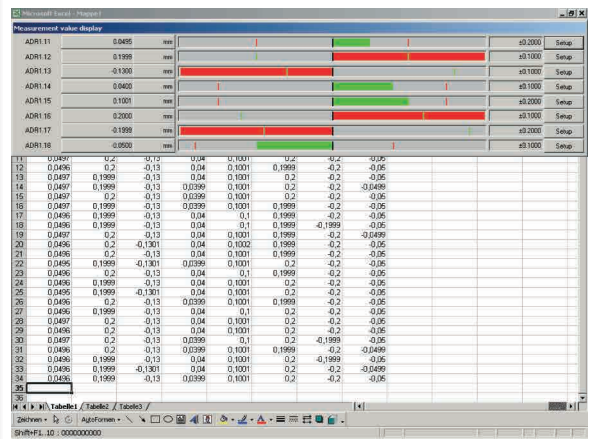 Microsoft Excel - Mappe1
Measurement value display
ADR1.11 0.0495 mm ±0.2000 Setup
ADR1.12 0.1999 mm ±0.1000 Setup
ADR1.13 -0.1300 mm ±0.1000 Setup
ADR1.14 0.0400 mm ±0.1000 Setup
ADR1.15 0.1001 mm ±0.2000 Setup
ADR1.16 0.2000 mm ±0.1000 Setup
ADR1.17 -0.1999 mm ±0.2000 Setup
ADR1.18 -0.0500 mm ±0.1000 Setup
11 0,0497 0,2 -0,13 0,04 0,1001 0,2 -0,2 -0,05
12 0,0496 0,2 -0,13 0,04 0,1001 0,1999 -0,2 -0,05
13 0,0497 0,1999 -0,13 0,04 0,1001 0,2 -0,2 -0,05
14 0,0497 0,1999 -0,13 0,0399 0,1001 0,2 -0,2 -0,0499
15 0,0497 0,2 -0,13 0,04 0,1001 0,2 -0,2 -0,05
16 0,0497 0,2 -0,13 0,0399 0,1001 0,1999 -0,2 -0,05
17 0,0496 0,1999 -0,13 0,04 0,1 0,1999 -0,2 -0,05
18 0,0496 0,1999 -0,13 0,04 0,1 0,1999 -0,1999 -0,05
19 0,0497 0,2 -0,13 0,04 0,1001 0,2 -0,2 -0,0499
20 0,0496 0,2 -0,1301 0,04 0,1002 0,1999 -0,2 -0,05
21 0,0496 0,2 -0,13 0,04 0,1001 0,1999 -0,2 -0,05
22 0,0495 0,1999 -0,1301 0,0399 0,1001 0,2 -0,2 -0,05
23 0,0496 0,2 -0,13 0,04 0,1 0,1999 -0,2 -0,05
24 0,0496 0,1999 -0,13 0,04 0,1001 0,2 -0,2 -0,05
25 0,0496 0,1999 -0,1301 0,04 0,1 0,1999 -0,2 -0,05
26 0,0496 0,2 -0,13 0,0399 0,1001 0,1999 -0,2 -0,05
27 0,0496 0,1999 -0,13 0,04 0,1 0,2 -0,2 -0,05
28 0,0497 0,2 -0,13 0,04 0,1001 0,2 -0,2 -0,05
29 0,0496 0,2 -0,13 0,04 0,1001 0,2 -0,2 -0,05
30 0,0497 0,2 -0,13 0,0399 0,1 0,2 -0,1999 -0,05
31 0,0496 0,2 -0,13 0,0399 0,1001 0,1999 -0,2 -0,0499
32 0,0496 0,1999 -0,13 0,04 0,1001 0,2 -0,1999 -0,05
33 0,0496 0,1999 -0,1301 0,04 0,1001 0,2 -0,2 -0,0499
34 0,0496 0,1999 -0,13 0,04 0,1001 0,2 -0,2 -0,05
35
36
Tabelle1 / Tabelle2 / Tabelle3 /
Zeichnen AutoFormen
Shift+F1..10 : 0000000000